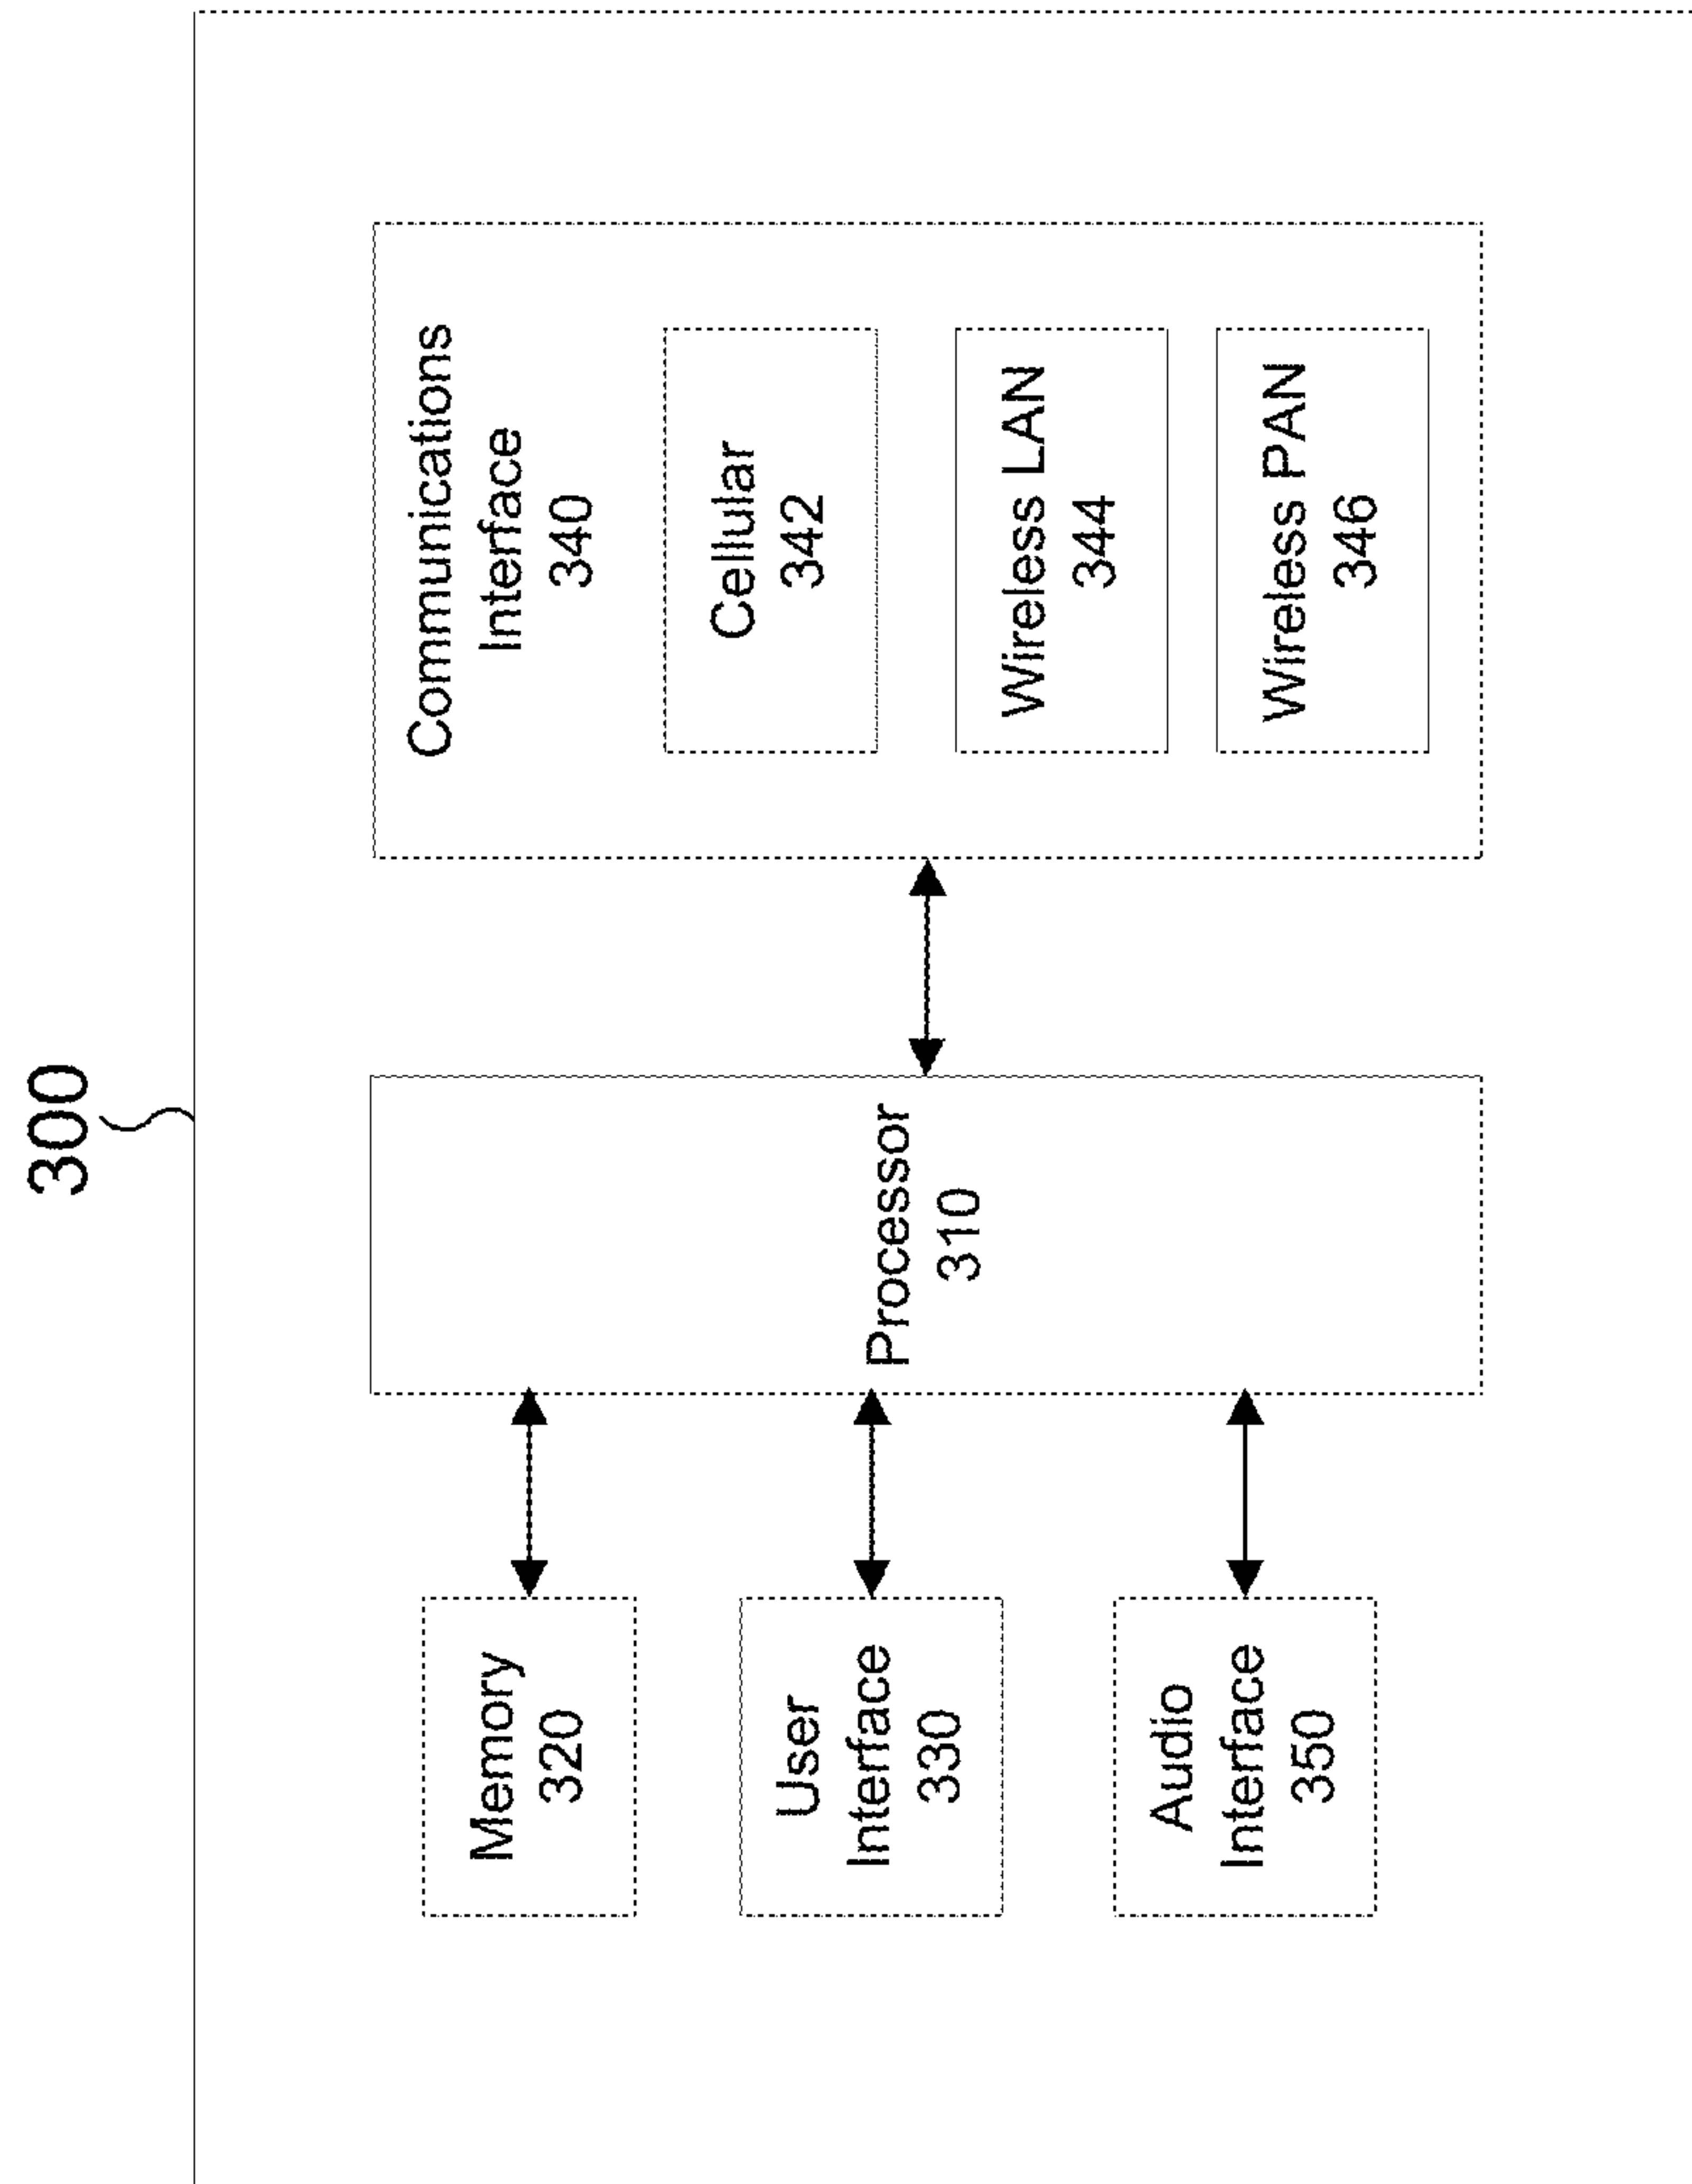 300
Memory
320
User
Interface
330
Audio
Interface
350
Processor
310
Communications
Interface
340
Cellular
342
Wireless LAN
344
Wireless PAN
346